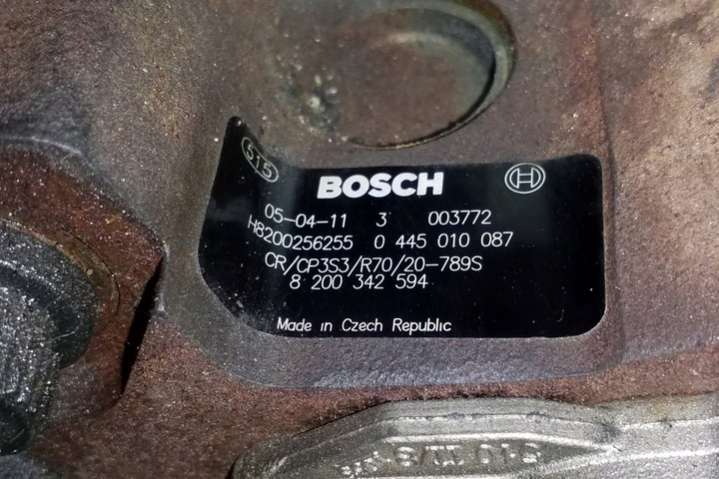 515
BOSCH
05-04-11 3 003772
H8200256255 0 445 010 087
CR/CP3S3/R70/20-789S
8 200 342 594
Made in Czech Republic